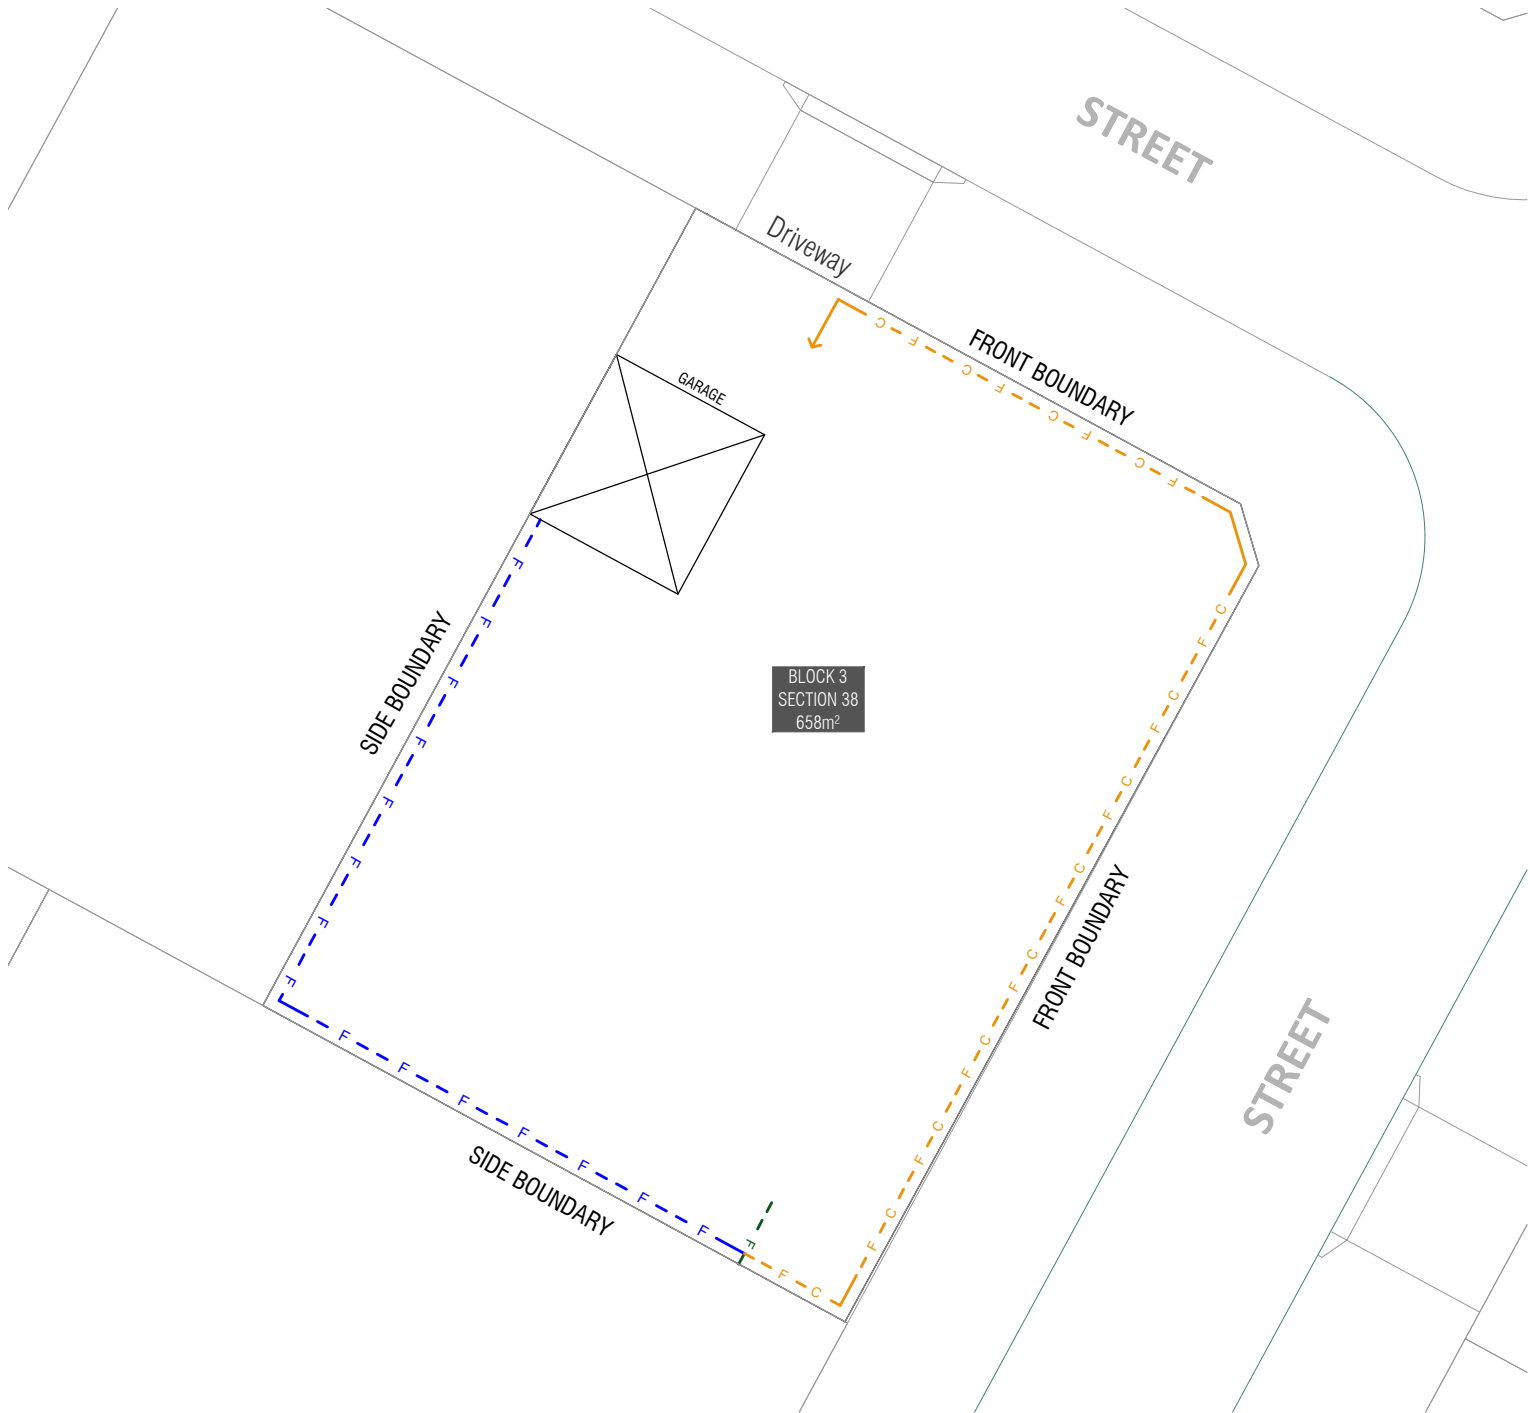 STREET
Driveway
FRONT BOUNDARY
C F C F C F C F
GARAGE
F F F F F F F F
SIDE BOUNDARY
BLOCK 3
SECTION 38
658m²
C F C F C F C F C F C F C F C F
FRONT BOUNDARY
STREET
F F F F F F F
SIDE BOUNDARY
F
F C